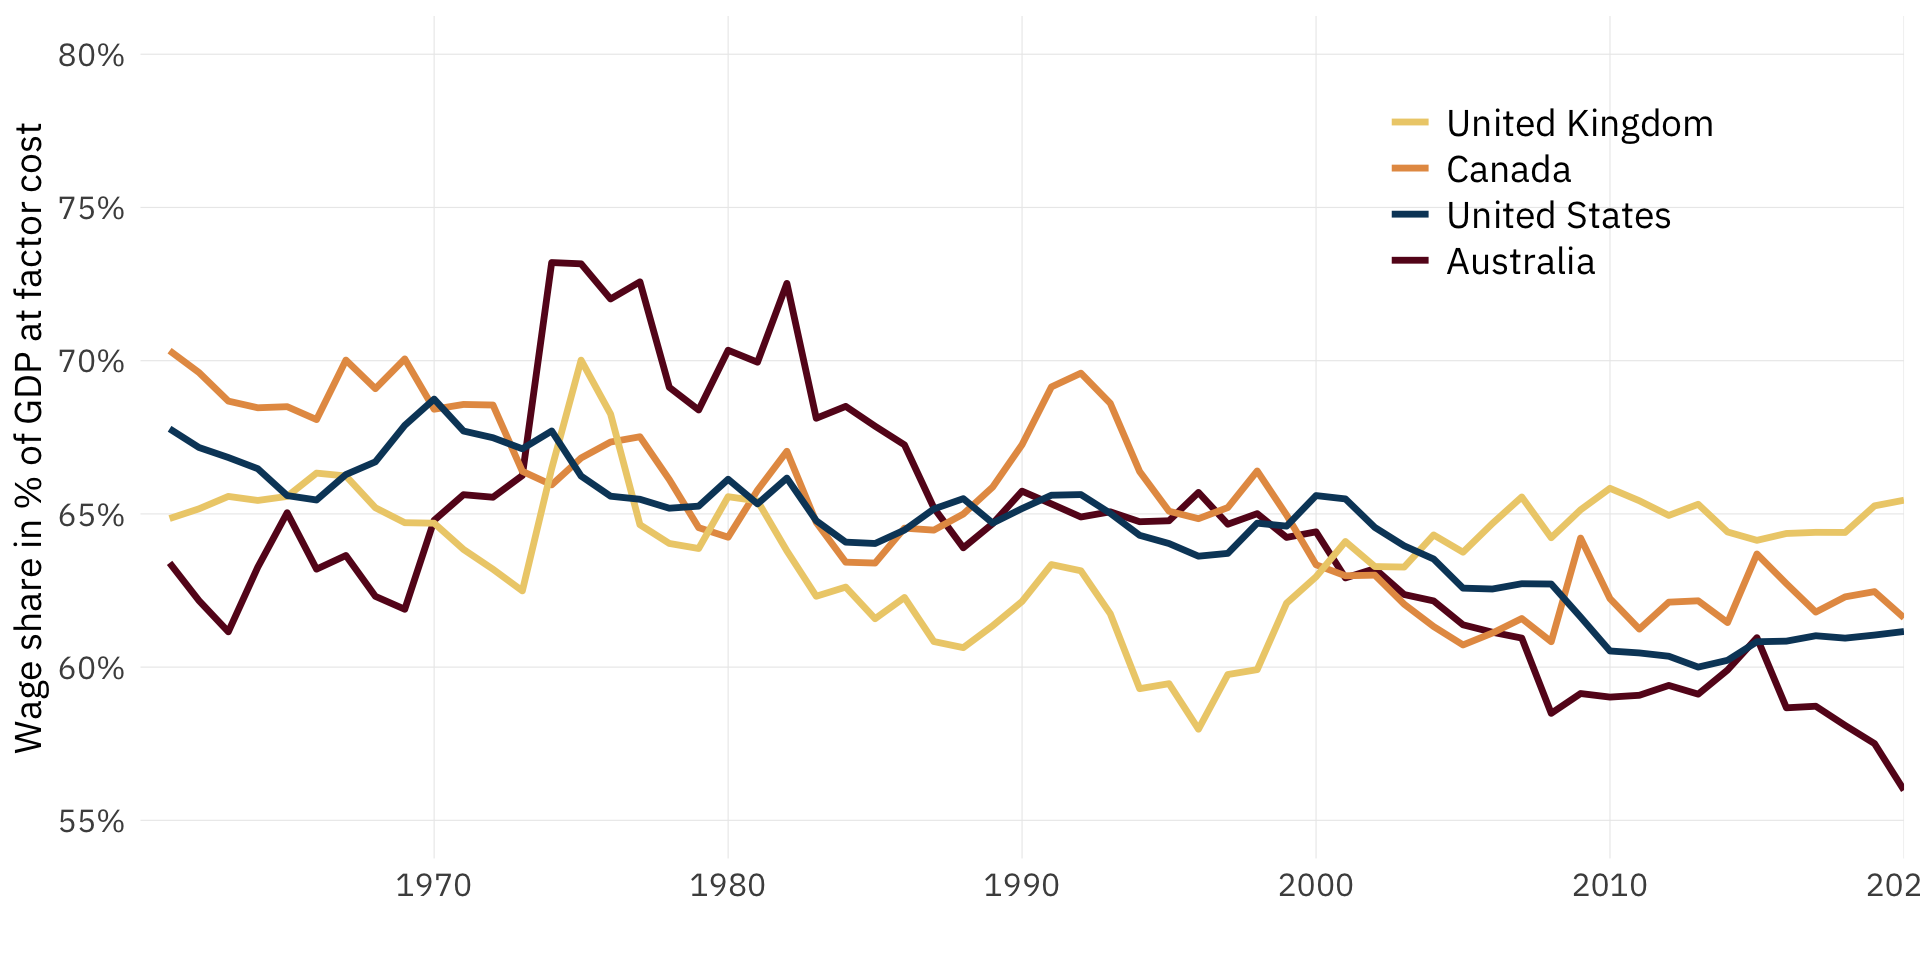 Wage share in % of GDP at factor cost
80%
75%
70%
65%
60%
55%
United Kingdom
Canada
United States
Australia
1970
1980
1990
2000
2010
202